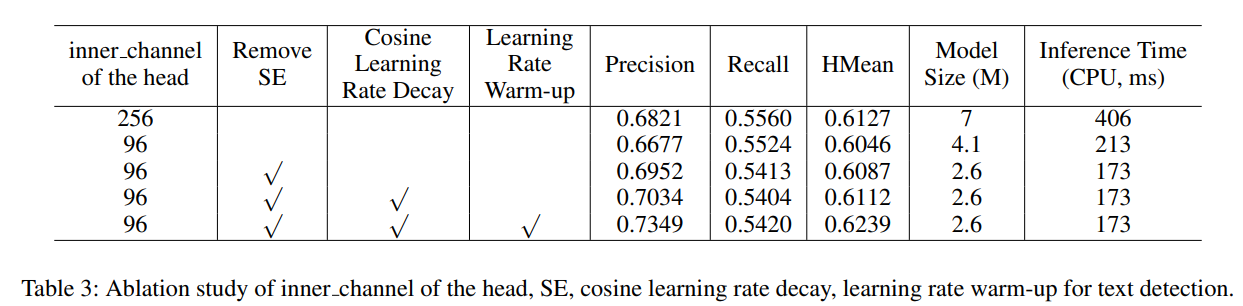 inner_channel of the head | Remove SE | Cosine Learning Rate Decay | Learning Rate Warm-up | Precision | Recall | HMean | Model Size (M) | Inference Time (CPU, ms)
256 | | | | 0.6821 | 0.5560 | 0.6127 | 7 | 406
96 | | | | 0.6677 | 0.5524 | 0.6046 | 4.1 | 213
96 | √ | | | 0.6952 | 0.5413 | 0.6087 | 2.6 | 173
96 | √ | √ | | 0.7034 | 0.5404 | 0.6112 | 2.6 | 173
96 | √ | √ | √ | 0.7349 | 0.5420 | 0.6239 | 2.6 | 173
Table 3: Ablation study of inner_channel of the head, SE, cosine learning rate decay, learning rate warm-up for text detection.